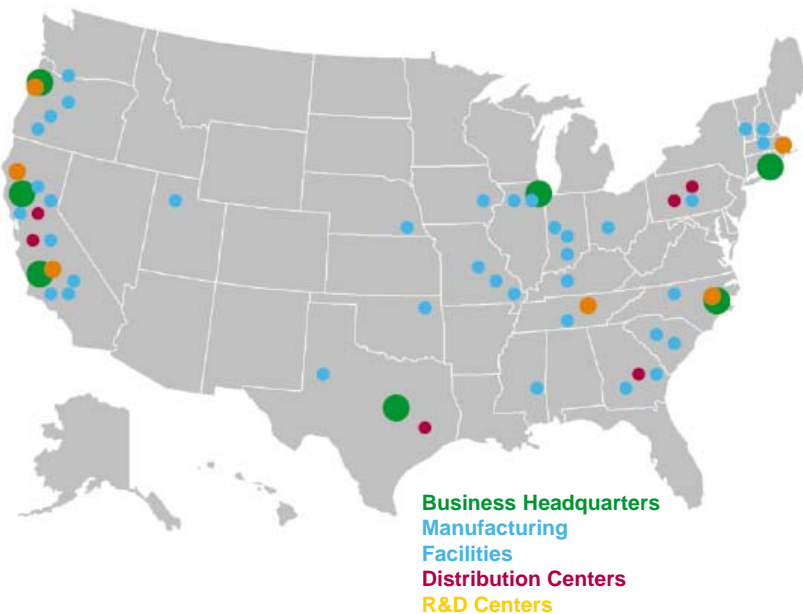 Business Headquarters
Manufacturing
Facilities
Distribution Centers
R&D Centers